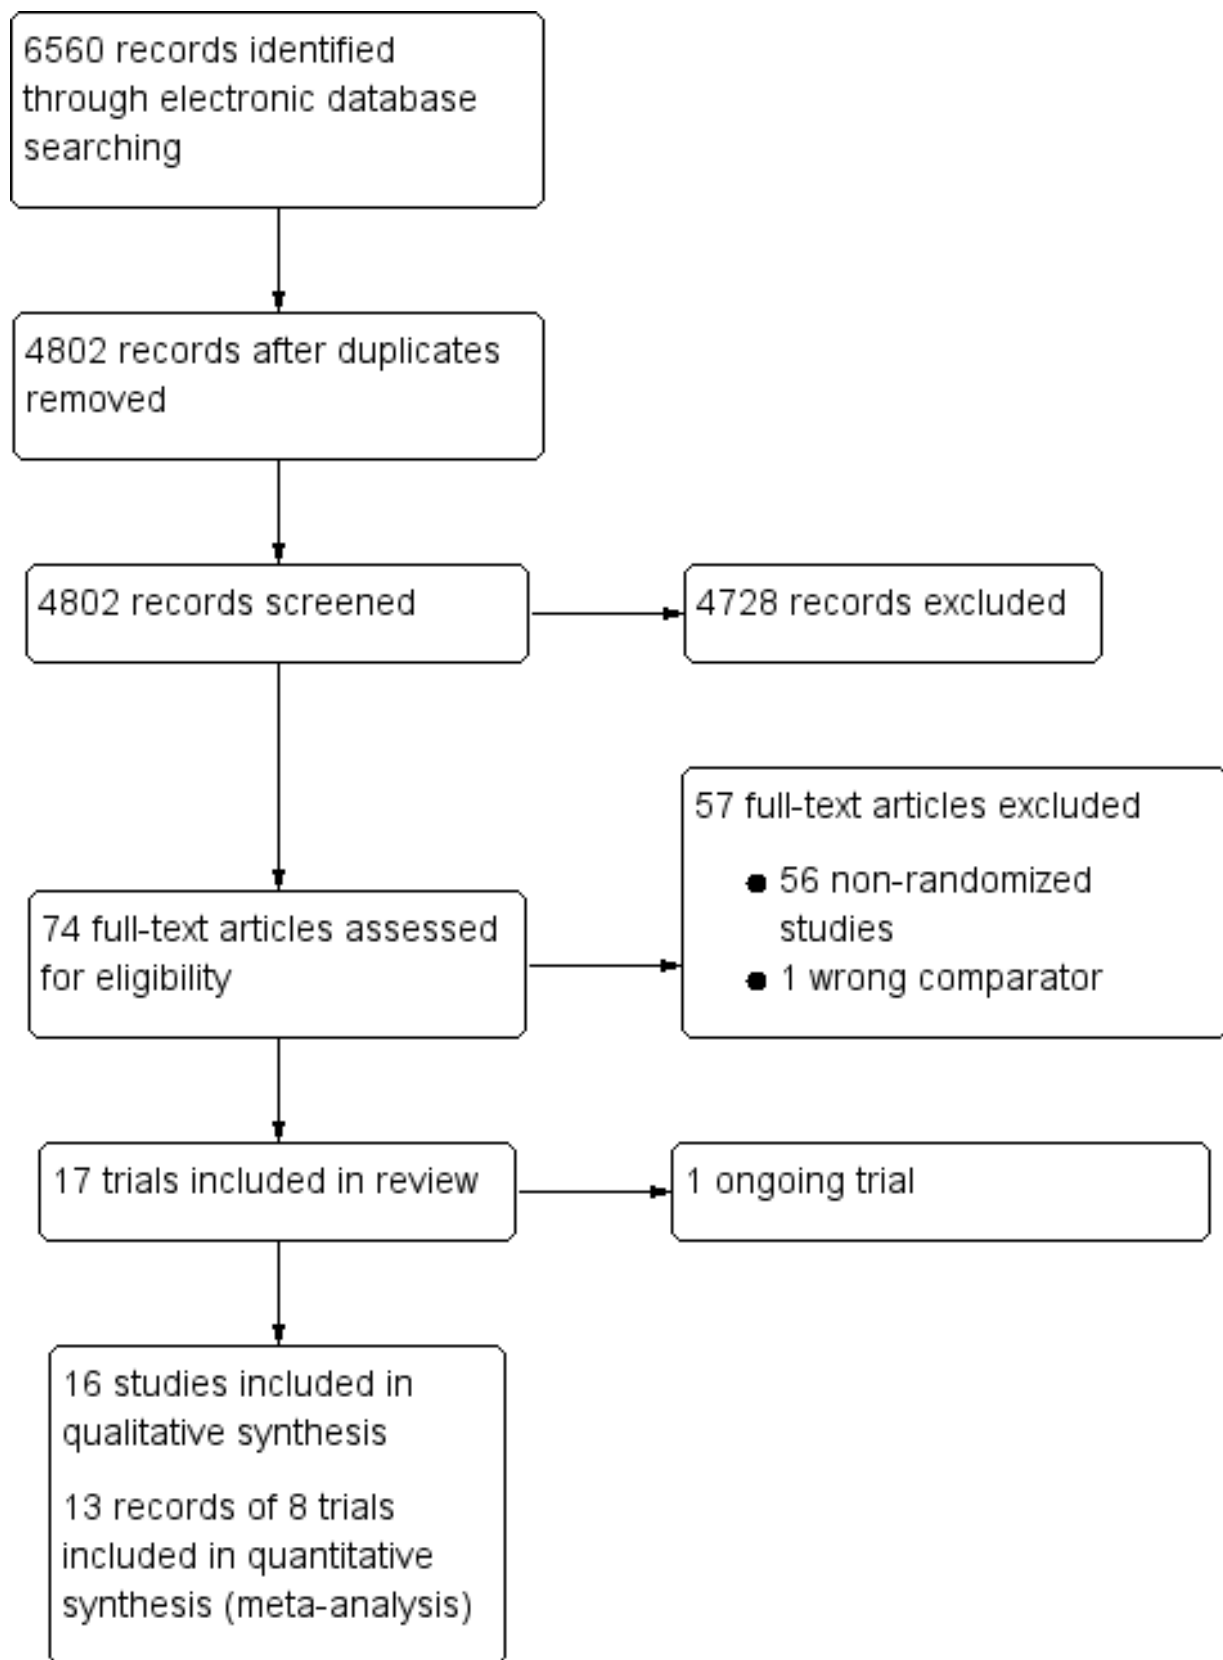 6560 records identified
through electronic database
searching
4802 records after duplicates
removed
4802 records screened
4728 records excluded
57 full-text articles excluded
● 56 non-randomized
studies
● 1 wrong comparator
74 full-text articles assessed
for eligibility
17 trials included in review
1 ongoing trial
16 studies included in
qualitative synthesis
13 records of 8 trials
included in quantitative
synthesis (meta-analysis)